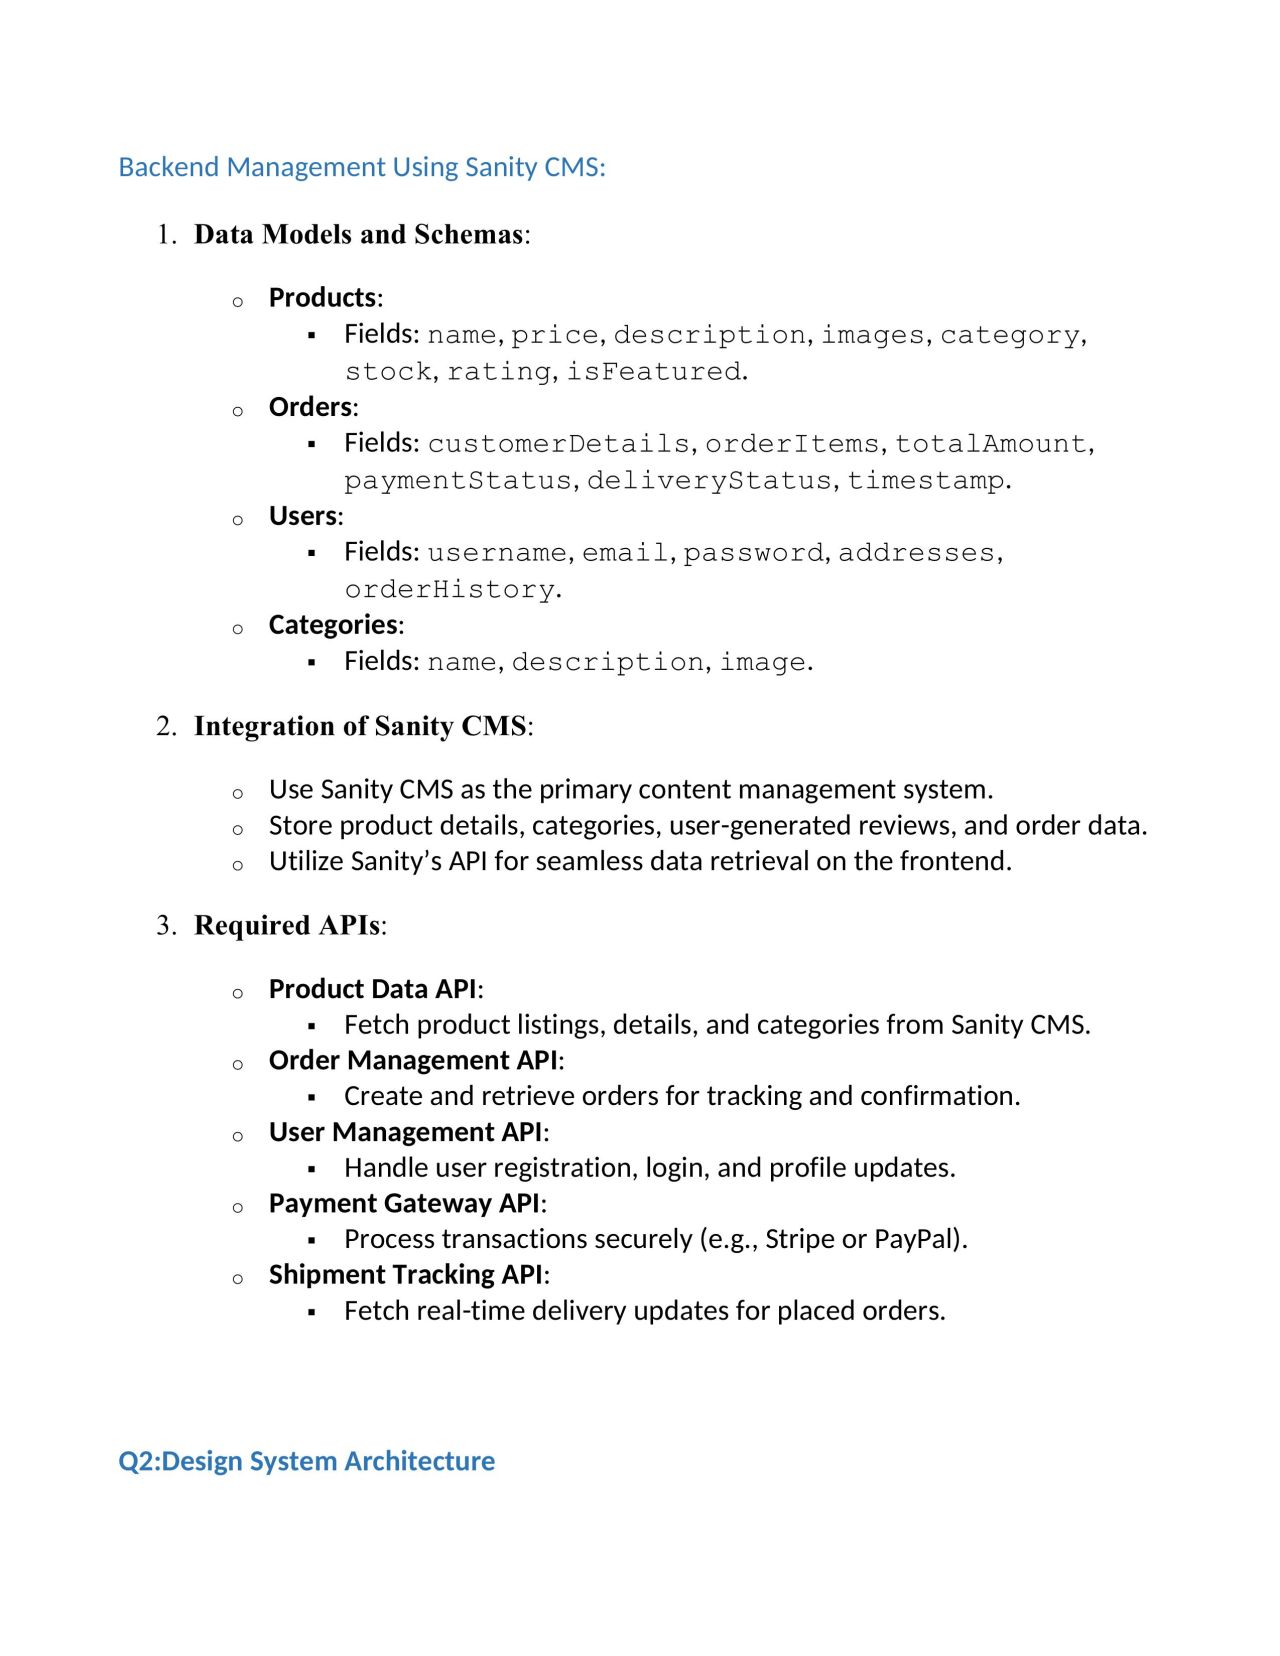 Backend Management Using Sanity CMS:
1. Data Models and Schemas:
o Products:
▪ Fields: name, price, description, images, category,
stock, rating, isFeatured.
o Orders:
▪ Fields: customerDetails, orderItems, totalAmount,
paymentStatus, deliveryStatus, timestamp.
o Users:
▪ Fields: username, email, password, addresses,
orderHistory.
o Categories:
▪ Fields: name, description, image.
2. Integration of Sanity CMS:
o Use Sanity CMS as the primary content management system.
o Store product details, categories, user-generated reviews, and order data.
o Utilize Sanity’s API for seamless data retrieval on the frontend.
3. Required APIs:
o Product Data API:
▪ Fetch product listings, details, and categories from Sanity CMS.
o Order Management API:
▪ Create and retrieve orders for tracking and confirmation.
o User Management API:
▪ Handle user registration, login, and profile updates.
o Payment Gateway API:
▪ Process transactions securely (e.g., Stripe or PayPal).
o Shipment Tracking API:
▪ Fetch real-time delivery updates for placed orders.
Q2:Design System Architecture